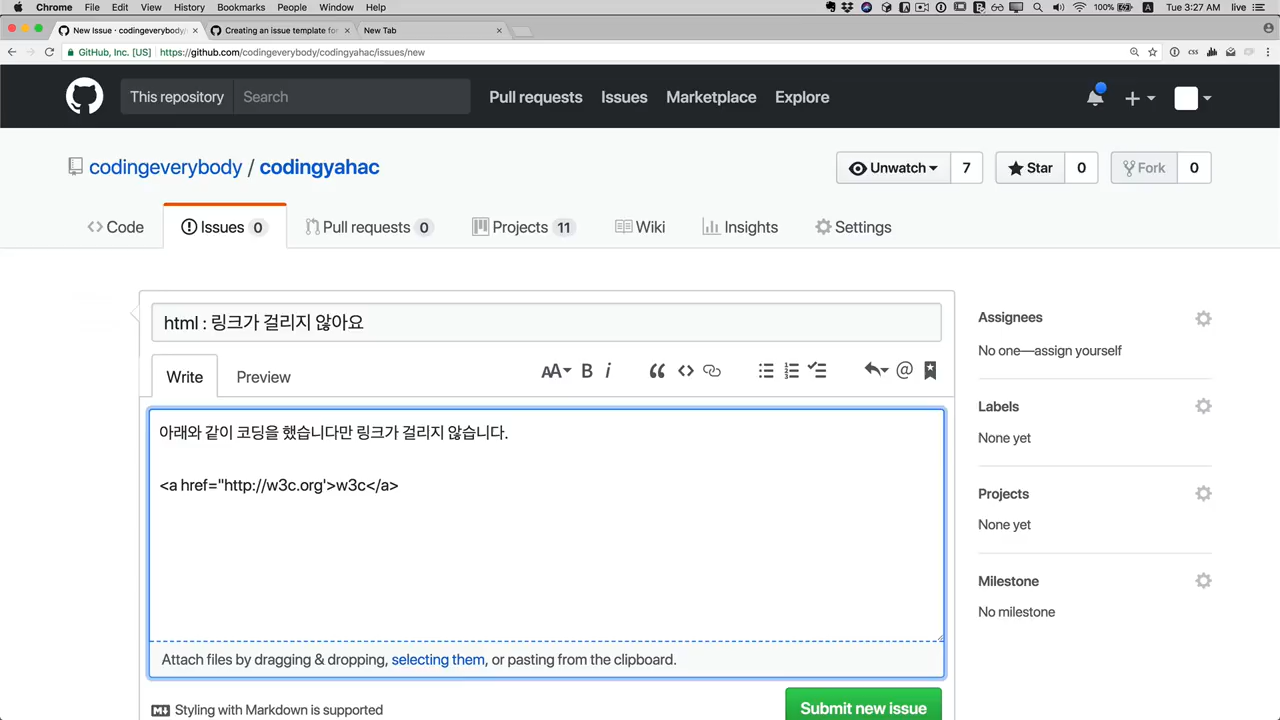 Chrome File Edit View History Bookmarks People Window Help 100% Tue 3:27 AM live
New Issue · codingeverybody/ Creating an issue template fo New Tab
GitHub, Inc. [US] https://github.com/codingeverybody/codingyahac/issues/new
This repository Search Pull requests Issues Marketplace Explore
codingeverybody / codingyahac Unwatch 7 Star 0 Fork 0
Code Issues 0 Pull requests 0 Projects 11 Wiki Insights Settings
html : 링크가 걸리지 않아요
Write Preview
아래와 같이 코딩을 했습니다만 링크가 걸리지 않습니다.
<a href="http://w3c.org'>w3c</a>
Attach files by dragging & dropping, selecting them, or pasting from the clipboard.
Styling with Markdown is supported
Submit new issue
Assignees
No one—assign yourself
Labels
None yet
Projects
None yet
Milestone
No milestone